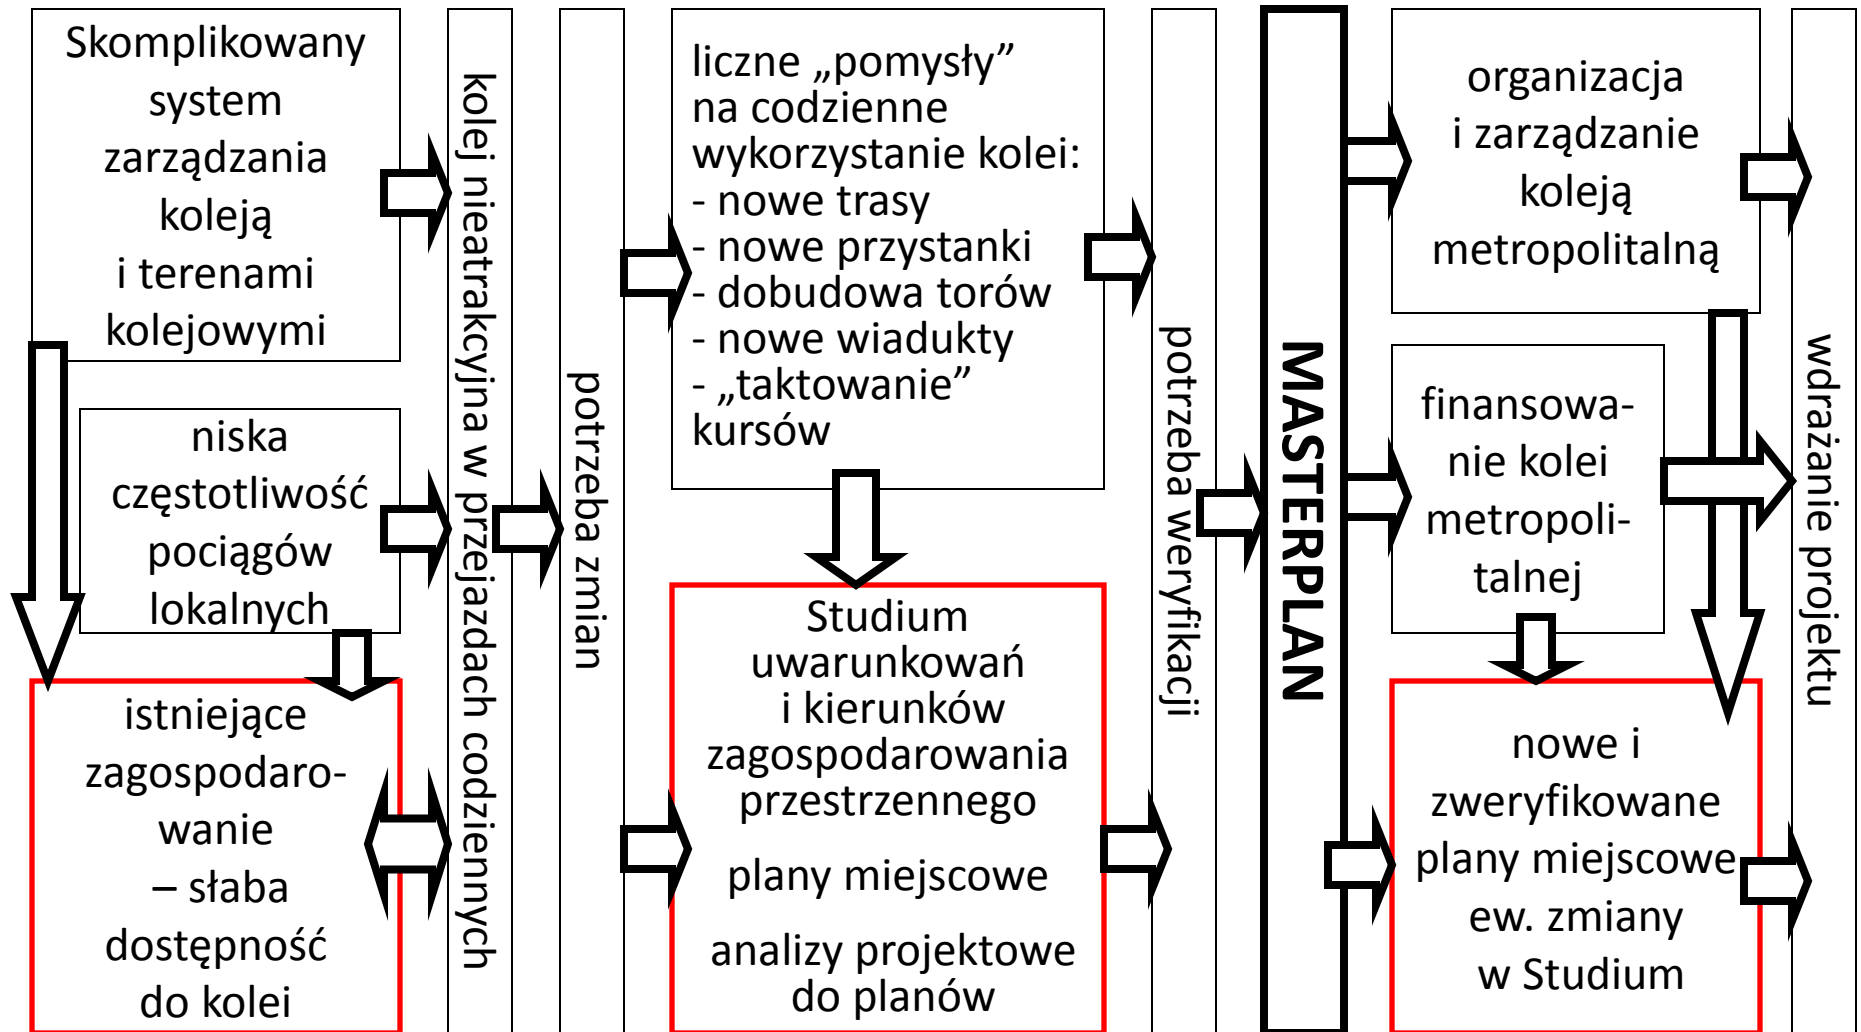 Skomplikowany
system
zarządzania
koleją
i terenami
kolejowymi
niska
częstotliwość
pociągów
lokalnych
istniejące
zagospodaro-
wanie
– słaba
dostępność
do kolei
kolej nieatrakcyjna w przejazdach codziennych
potrzeba zmian
liczne „pomysły”
na codzienne
wykorzystanie kolei:
- nowe trasy
- nowe przystanki
- dobudowa torów
- nowe wiadukty
- „taktowanie”
kursów
Studium
uwarunkowań
i kierunków
zagospodarowania
przestrzennego
plany miejscowe
analizy projektowe
do planów
potrzeba weryfikacji
MASTERPLAN
organizacja
i zarządzanie
koleją
metropolitalną
finansowa-
nie kolei
metropoli-
talnej
nowe i
zweryfikowane
plany miejscowe
ew. zmiany
w Studium
wdrażanie projektu